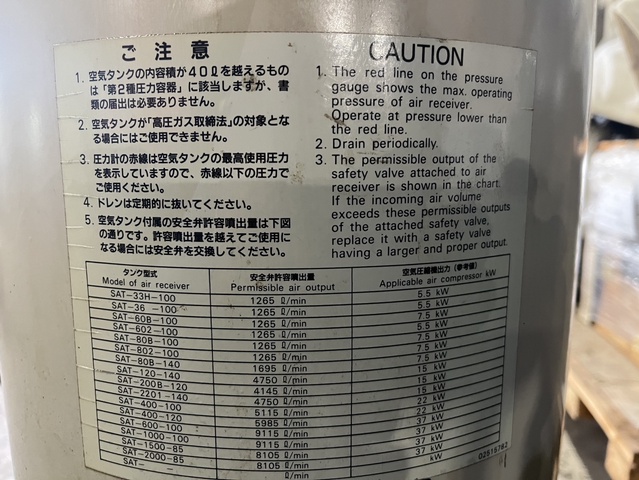 ご注意
1. 空気タンクの内容積が40ℓを越えるもの
は「第2種圧力容器」に該当しますが、書
類の届出は必要ありません。
2. 空気タンクが「高圧ガス取締法」の対象とな
る場合にはご使用できません。
3. 圧力計の赤線は空気タンクの最高使用圧力
を表示していますので、赤線以下の圧力で
ご使用ください。
4. ドレンは定期的に抜いてください。
5. 空気タンク付属の安全弁許容噴出量は下図
の通りです。許容噴出量を越えてご使用に
なる場合には安全弁を交換してください。
CAUTION
1. The red line on the pressure
gauge shows the max. operating
pressure of air receiver.
Operate at pressure lower than
the red line.
2. Drain periodically.
3. The permissible output of the
safety valve attached to air
receiver is shown in the chart.
If the incoming air volume
exceeds these permissible outputs
of the attached safety valve,
replace it with a safety valve
having a larger and proper output.
タンク型式 安全弁許容噴出量 空気圧縮機出力(参考値)
Model of air receiver Permissible air output Applicable air compressor kW
SAT-33H-100 1265 ℓ/min 5.5 kW
SAT-36 -100 1265 ℓ/min 5.5 kW
SAT-60B-100 1265 ℓ/min 7.5 kW
SAT-602-100 1265 ℓ/min 5.5 kW
SAT-80B-100 1265 ℓ/min 7.5 kW
SAT-802-100 1265 ℓ/min 5.5 kW
SAT-80B-140 1695 ℓ/min 7.5 kW
SAT-120-140 4750 ℓ/min 15 kW
SAT-200B-120 4145 ℓ/min 15 kW
SAT-2201-140 4750 ℓ/min 15 kW
SAT-400-100 5115 ℓ/min 22 kW
SAT-400-120 5985 ℓ/min 22 kW
SAT-600-100 9115 ℓ/min 37 kW
SAT-1000-100 9115 ℓ/min 37 kW
SAT-1500-85 8105 ℓ/min 37 kW
SAT-2000-85 8105 ℓ/min 37 kW
SAT- - ℓ/min kW
02515762